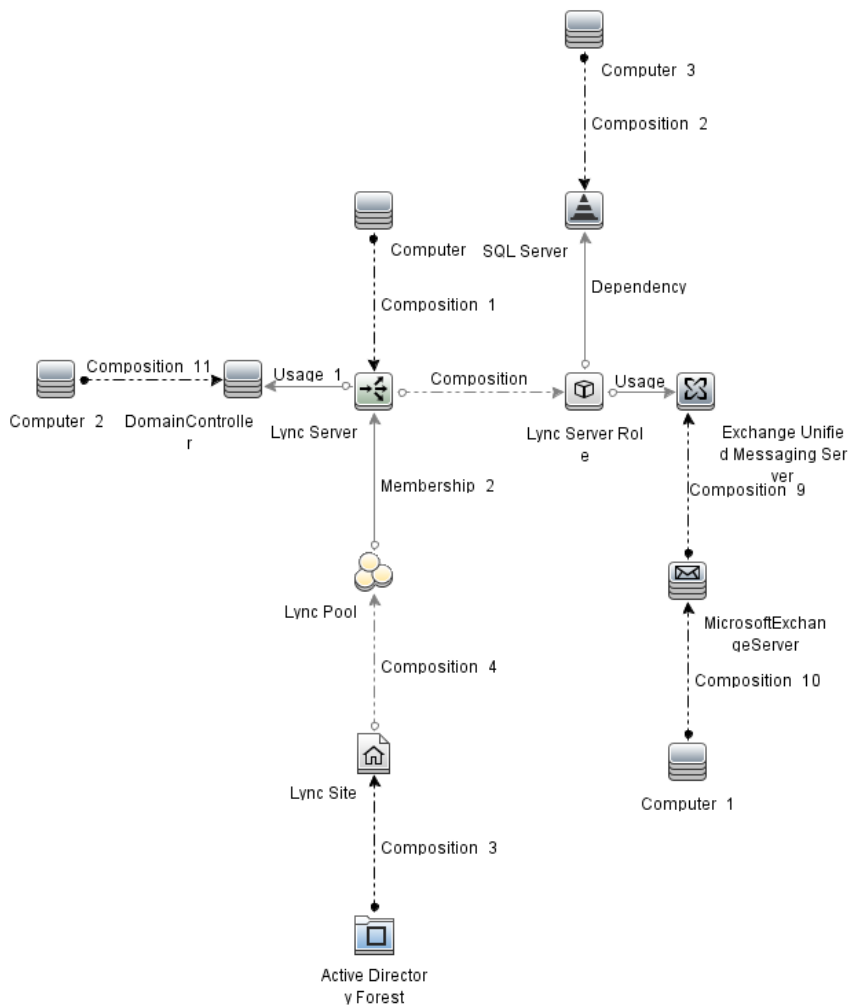 Computer 3
Composition 2
Computer
SQL Server
Composition 1
Dependency
Composition 11
Usage 1
Composition
Usage
Computer 2
DomainControlle
r
Lync Server
Lync Server Rol
e
Exchange Unifie
d Messaging Ser
ver
Membership 2
Composition 9
Lync Pool
MicrosoftExchan
geServer
Composition 4
Composition 10
Lync Site
Computer 1
Composition 3
Active Director
y Forest